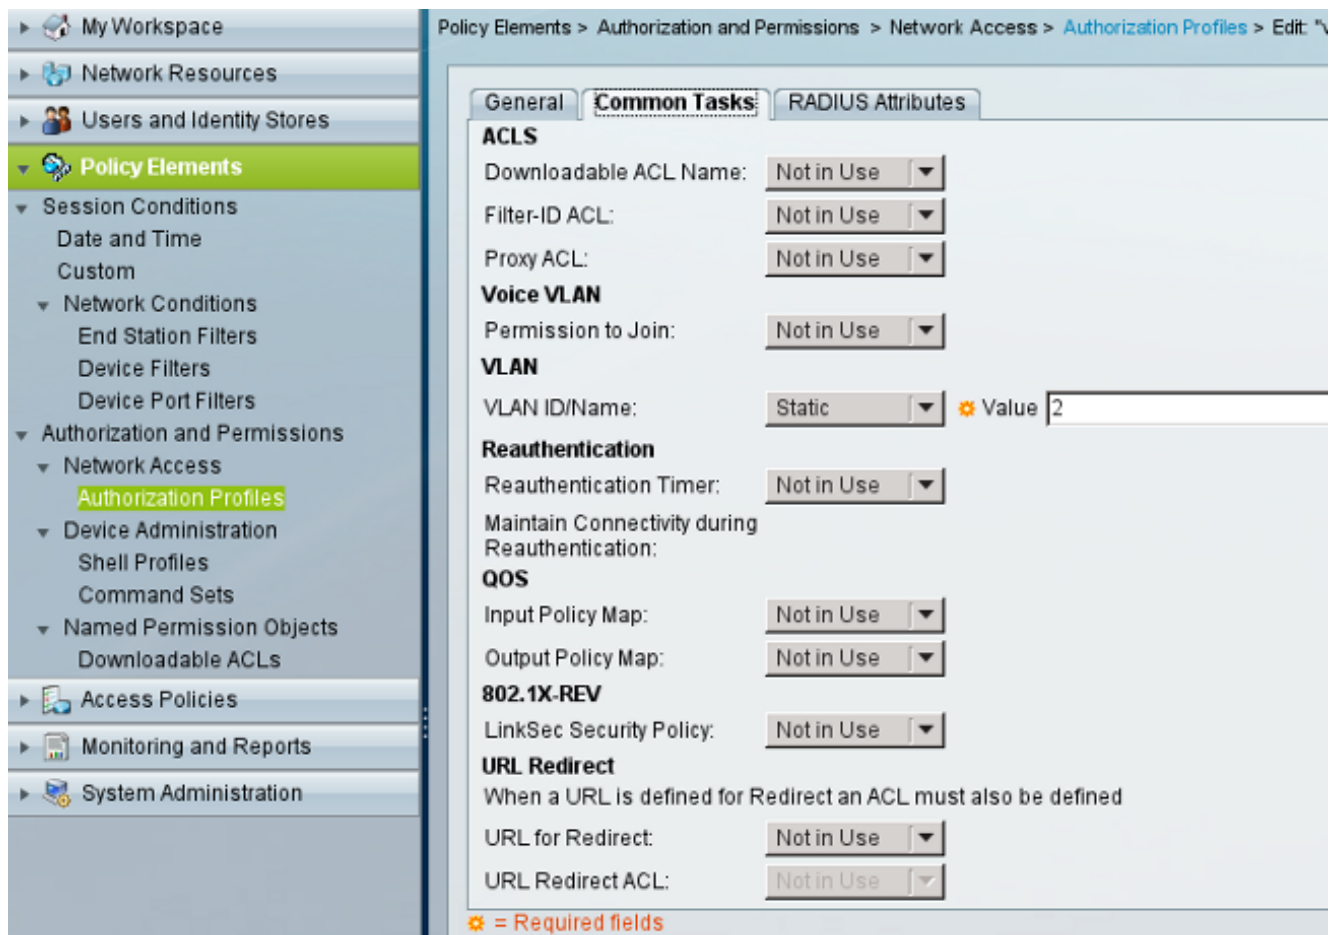 My Workspace
Network Resources
Users and Identity Stores
Policy Elements
Session Conditions
Date and Time
Custom
Network Conditions
End Station Filters
Device Filters
Device Port Filters
Authorization and Permissions
Network Access
Authorization Profiles
Device Administration
Shell Profiles
Command Sets
Named Permission Objects
Downloadable ACLs
Access Policies
Monitoring and Reports
System Administration
Policy Elements > Authorization and Permissions > Network Access > Authorization Profiles > Edit: "
General Common Tasks RADIUS Attributes
ACLS
Downloadable ACL Name: Not in Use
Filter-ID ACL: Not in Use
Proxy ACL: Not in Use
Voice VLAN
Permission to Join: Not in Use
VLAN
VLAN ID/Name: Static Value 2
Reauthentication
Reauthentication Timer: Not in Use
Maintain Connectivity during
Reauthentication:
QOS
Input Policy Map: Not in Use
Output Policy Map: Not in Use
802.1X-REV
LinkSec Security Policy: Not in Use
URL Redirect
When a URL is defined for Redirect an ACL must also be defined
URL for Redirect: Not in Use
URL Redirect ACL: Not in Use
= Required fields